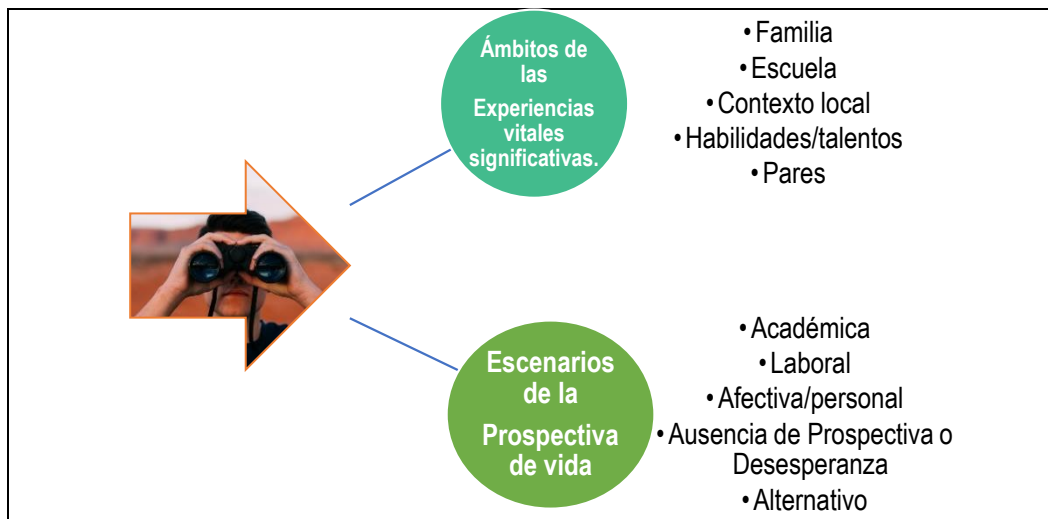 Ámbitos de
las
Experiencias
vitales
significativas.
• Familia
• Escuela
• Contexto local
• Habilidades/talentos
• Pares
Escenarios
de la
Prospectiva
de vida
• Académica
• Laboral
• Afectiva/personal
• Ausencia de Prospectiva o
Desesperanza
• Alternativo